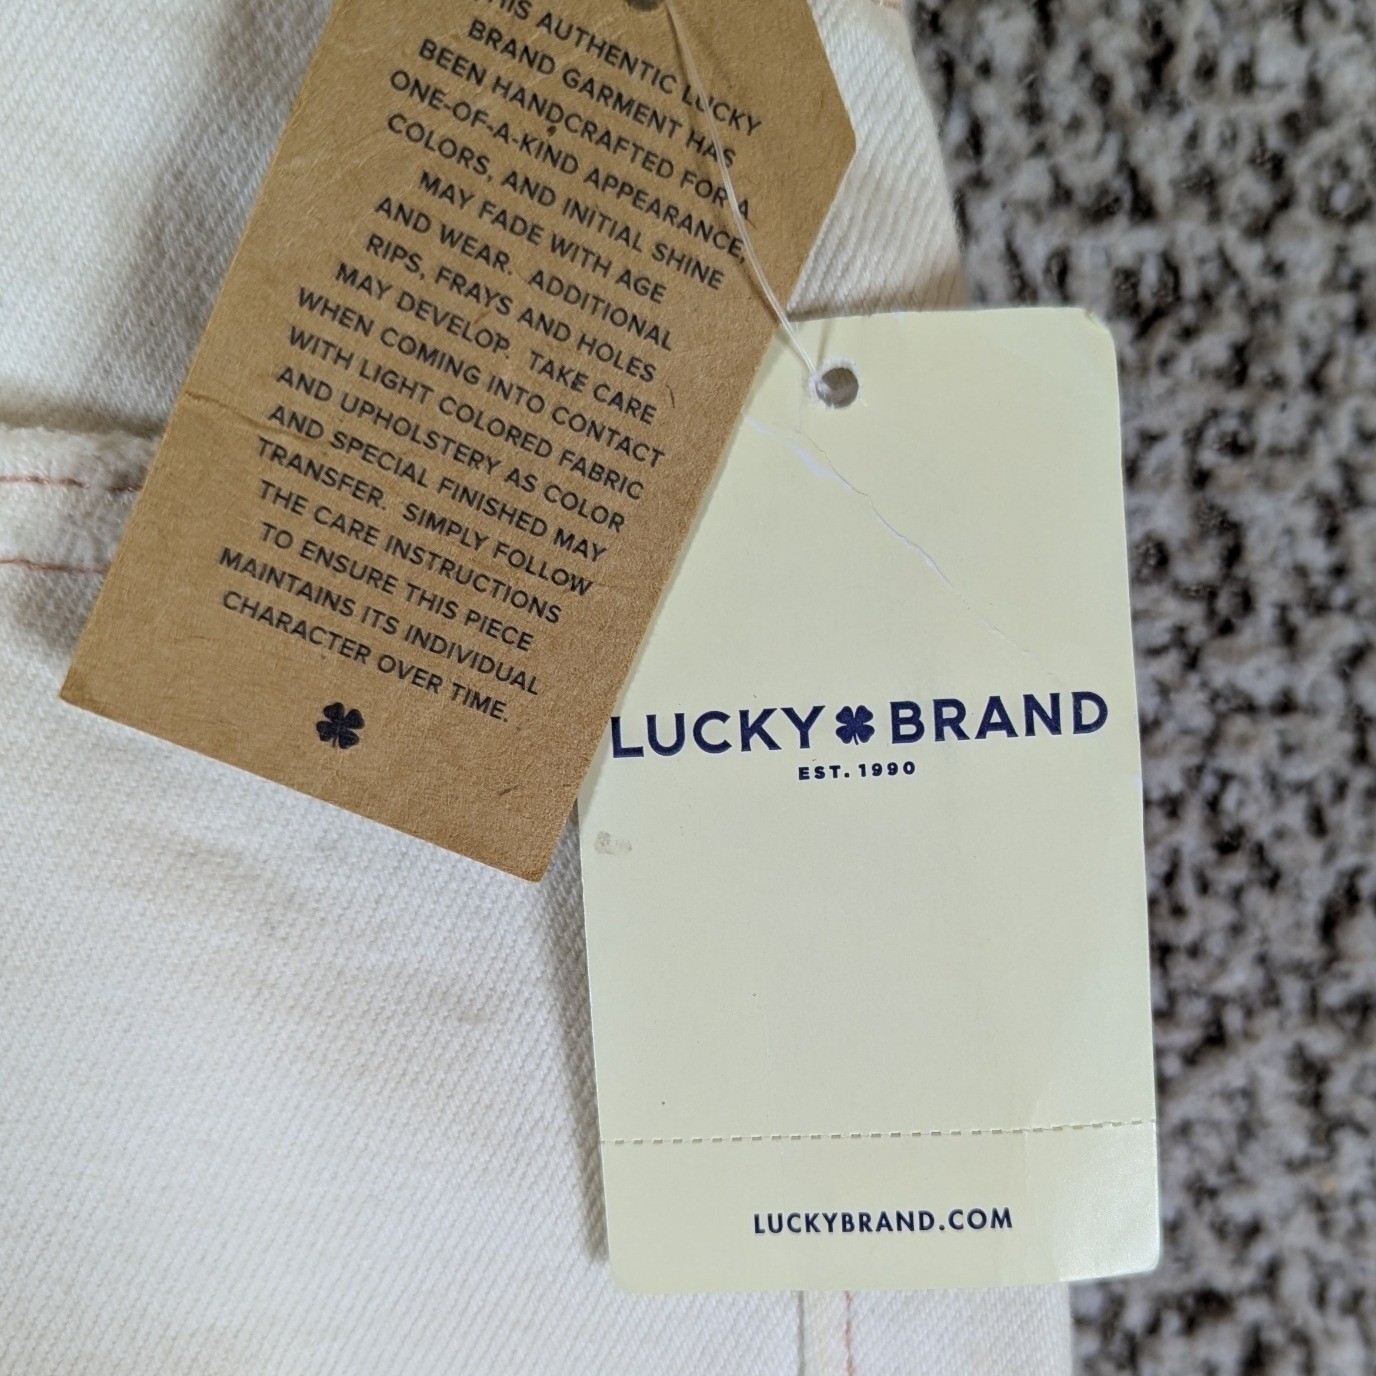 THIS AUTHENTIC LUCKY
BRAND GARMENT HAS
BEEN HANDCRAFTED FOR A
ONE-OF-A-KIND APPEARANCE,
COLORS, AND INITIAL SHINE
MAY FADE WITH AGE
AND WEAR. ADDITIONAL
RIPS, FRAYS AND HOLES
MAY DEVELOP. TAKE CARE
WHEN COMING INTO CONTACT
WITH LIGHT COLORED FABRIC
AND UPHOLSTERY AS COLOR
AND SPECIAL FINISHED MAY
TRANSFER. SIMPLY FOLLOW
THE CARE INSTRUCTIONS
TO ENSURE THIS PIECE
MAINTAINS ITS INDIVIDUAL
CHARACTER OVER TIME.
LUCKY BRAND
EST. 1990
LUCKYBRAND.COM